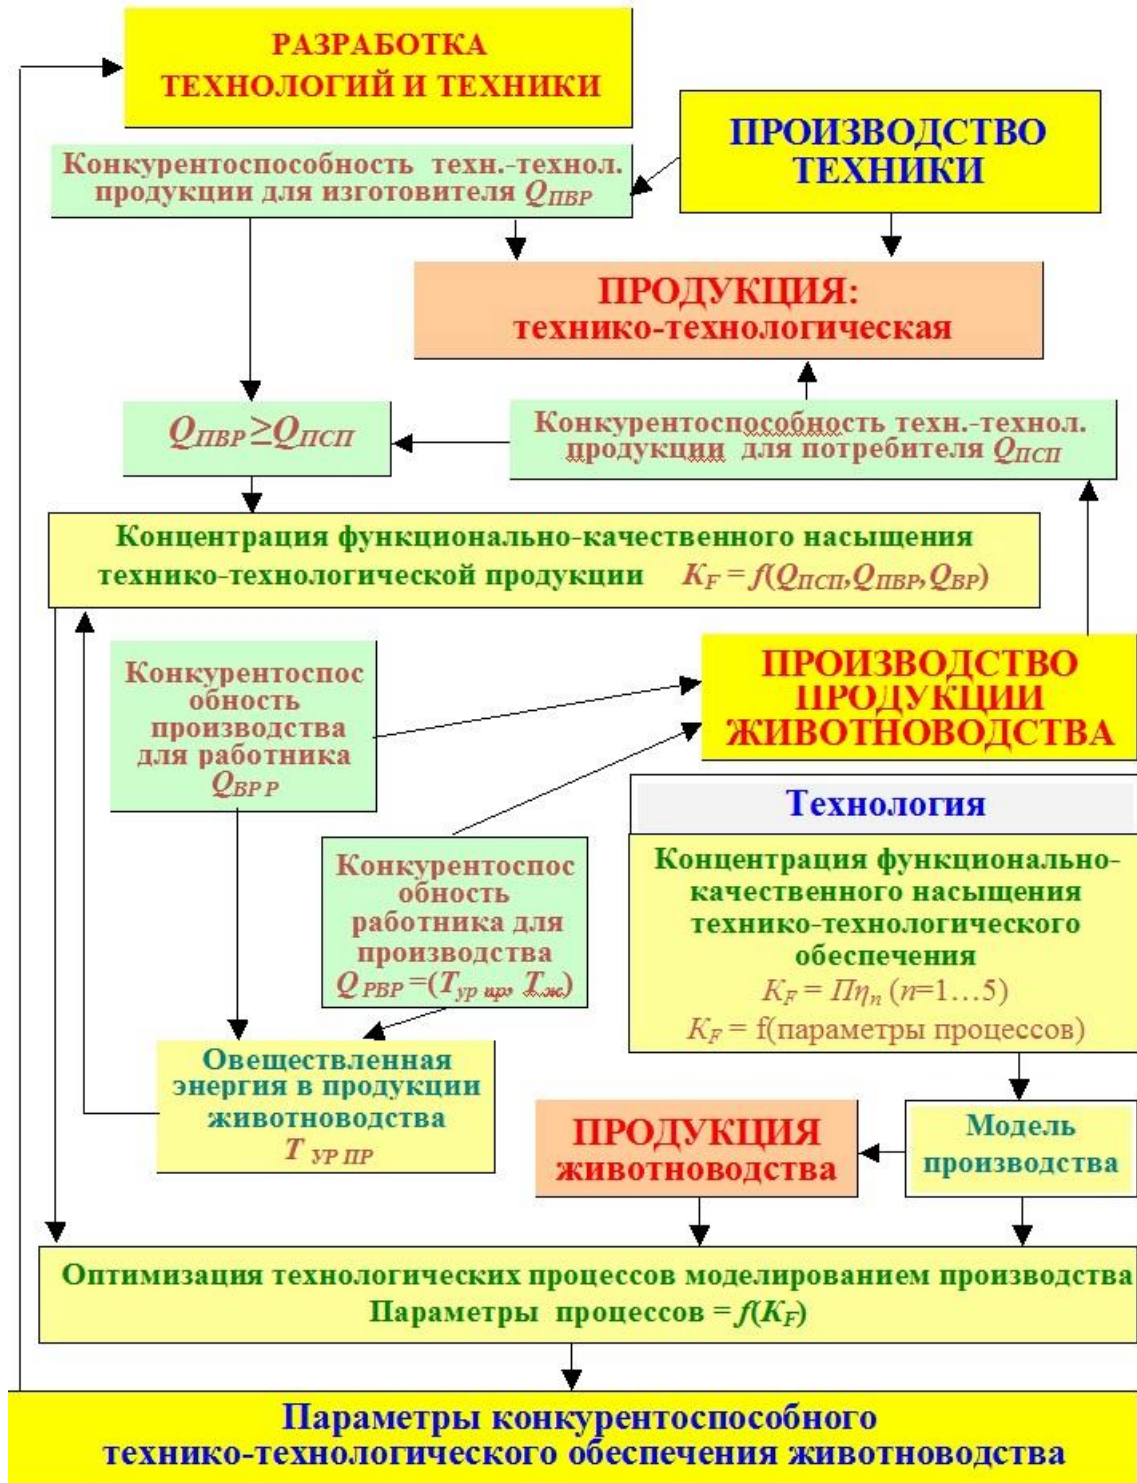 РАЗРАБОТКА
ТЕХНОЛОГИЙ И ТЕХНИКИ
ПРОИЗВОДСТВО
ТЕХНИКИ
Конкурентоспособность техн.-технол.
продукции для изготовителя QПВР
ПРОДУКЦИЯ:
технико-технологическая
QПВР ≥QПСП
Конкурентоспособность техн.-технол.
продукции для потребителя QПСП
Концентрация функционально-качественного насыщения
технико-технологической продукции KF = f(QПСП,QПВР,QВР)
Конкурентоспос
обность
производства
для работника
QВР Р
ПРОИЗВОДСТВО
ПРОДУКЦИИ
ЖИВОТНОВОДСТВА
Технология
Концентрация функционально-
качественного насыщения
технико-технологического
обеспечения
KF = Пηn (n=1…5)
KF = f(параметры процессов)
Конкурентоспос
обность
работника для
производства
Q РВР =(Tур пр, Tж)
Овеществленная
энергия в продукции
животноводства
T УР ПР
ПРОДУКЦИЯ
животноводства
Модель
производства
Оптимизация технологических процессов моделированием производства
Параметры процессов = f(KF)
Параметры конкурентоспособного
технико-технологического обеспечения животноводства